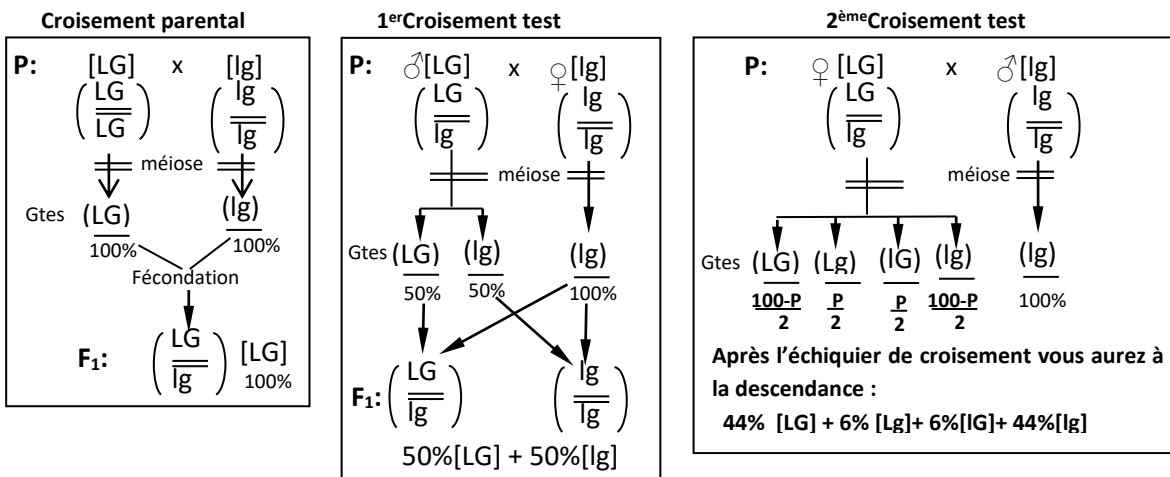 Croisement parental
P: [LG] x [lg]
LG lg
LG lg
méiose
Gtes (LG) (lg)
100% 100%
Fécondation
F₁: LG [LG]
lg 100%
1erCroisement test
P: ♂[LG] x ♀[lg]
LG lg
lg lg
méiose
Gtes (LG) (lg) (lg)
50% 50% 100%
F₁: LG lg
lg lg
50%[LG] + 50%[lg]
2èmeCroisement test
P: ♀ [LG] x ♂[lg]
LG lg
lg lg
méiose
Gtes (LG) (Lg) (lG) (lg) (lg)
100-P P P 100-P 100%
2 2 2 2
Après l’échiquier de croisement vous aurez à
la descendance :
44% [LG] + 6% [Lg]+ 6%[lG]+ 44%[lg]